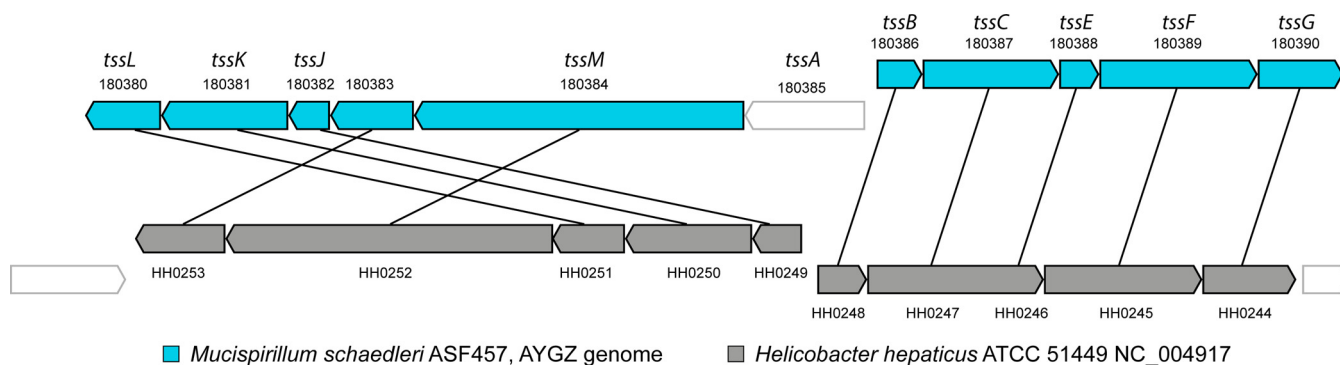 tssB tssC tssE tssF tssG
180386 180387 180388 180389 180390
tssL tssK tssJ tssM tssA
180380 180381 180382 180383 180384 180385
HH0253 HH0252 HH0251 HH0250 HH0249
HH0248 HH0247 HH0246 HH0245 HH0244
Mucispirillum schaedleri ASF457, AYGZ genome
Helicobacter hepaticus ATCC 51449 NC_004917